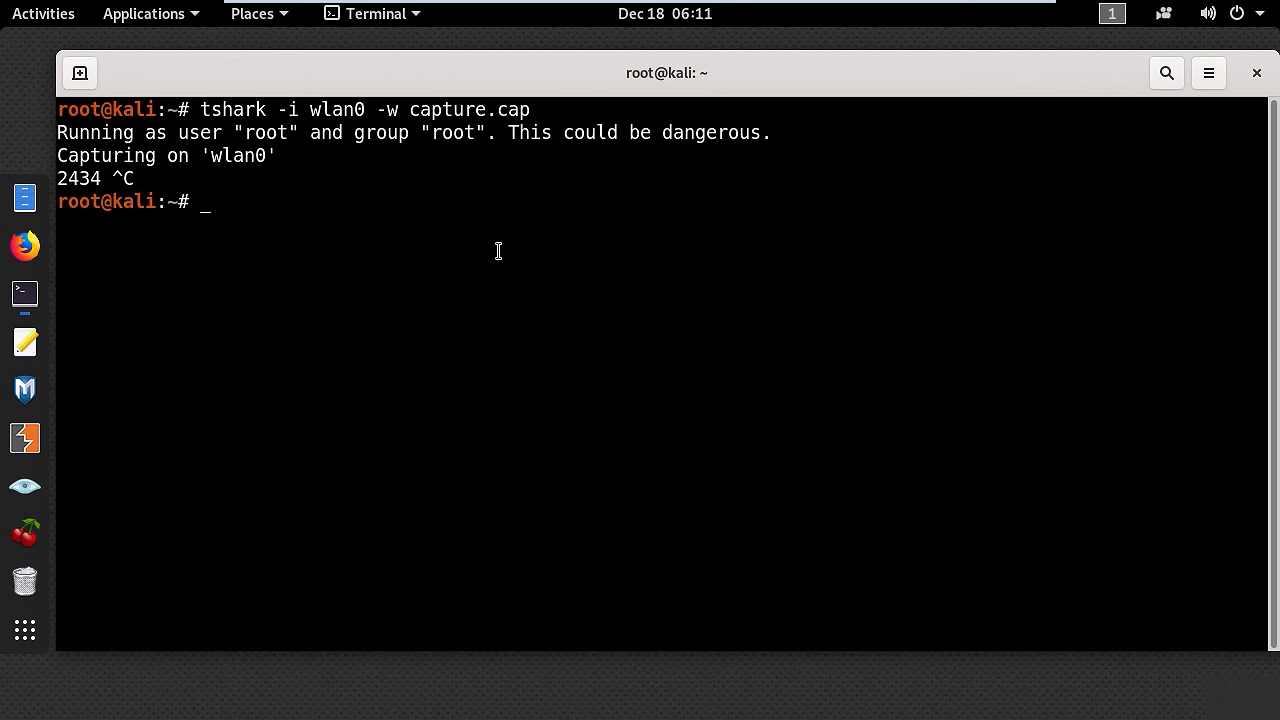 Activities Applications Places Terminal Dec 18 06:11 1
root@kali: ~
root@kali:~# tshark -i wlan0 -w capture.cap
Running as user "root" and group "root". This could be dangerous.
Capturing on 'wlan0'
2434 ^C
root@kali:~# _